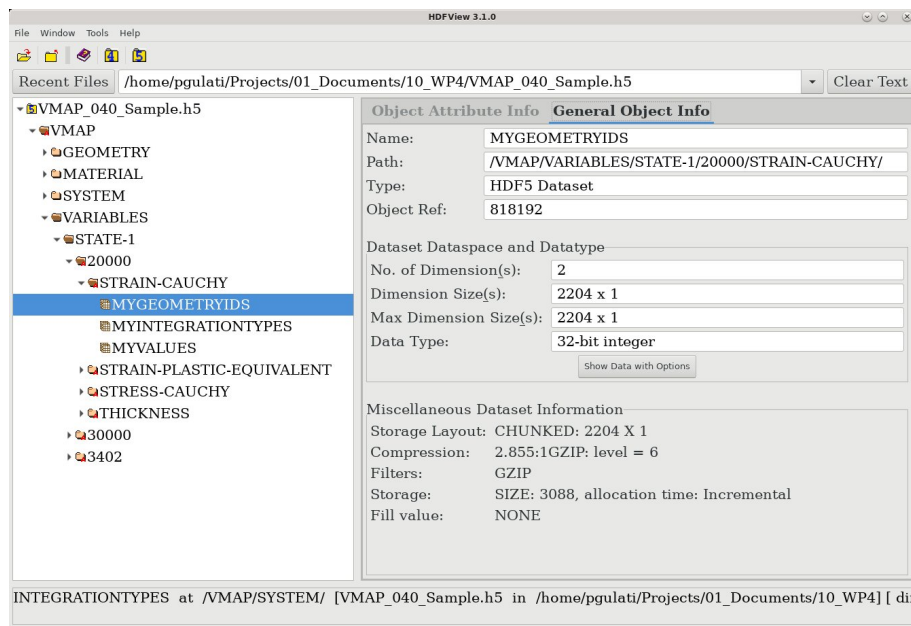 HDFView 3.1.0
File Window Tools Help
Recent Files /home/pgulati/Projects/01_Documents/10_WP4/VMAP_040_Sample.h5 Clear Text
VMAP_040_Sample.h5
VMAP
GEOMETRY
MATERIAL
SYSTEM
VARIABLES
STATE-1
20000
STRAIN-CAUCHY
MYGEOMETRYIDS
MYINTEGRATIONTYPES
MYVALUES
STRAIN-PLASTIC-EQUIVALENT
STRESS-CAUCHY
THICKNESS
30000
3402
Object Attribute Info General Object Info
Name: MYGEOMETRYIDS
Path: /VMAP/VARIABLES/STATE-1/20000/STRAIN-CAUCHY/
Type: HDF5 Dataset
Object Ref: 818192
Dataset Dataspace and Datatype
No. of Dimension(s): 2
Dimension Size(s): 2204 x 1
Max Dimension Size(s): 2204 x 1
Data Type: 32-bit integer
Show Data with Options
Miscellaneous Dataset Information
Storage Layout: CHUNKED: 2204 X 1
Compression: 2.855:1GZIP: level = 6
Filters: GZIP
Storage: SIZE: 3088, allocation time: Incremental
Fill value: NONE
INTEGRATIONTYPES at /VMAP/SYSTEM/ [VMAP_040_Sample.h5 in /home/pgulati/Projects/01_Documents/10_WP4] [ di